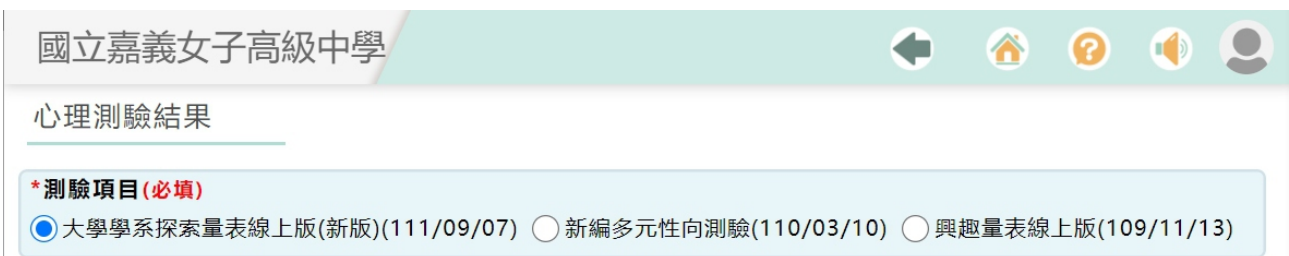 國立嘉義女子高級中學
心理測驗結果
*測驗項目(必填)
大學學系探索量表線上版(新版)(111/09/07) 新編多元性向測驗(110/03/10) 興趣量表線上版(109/11/13)